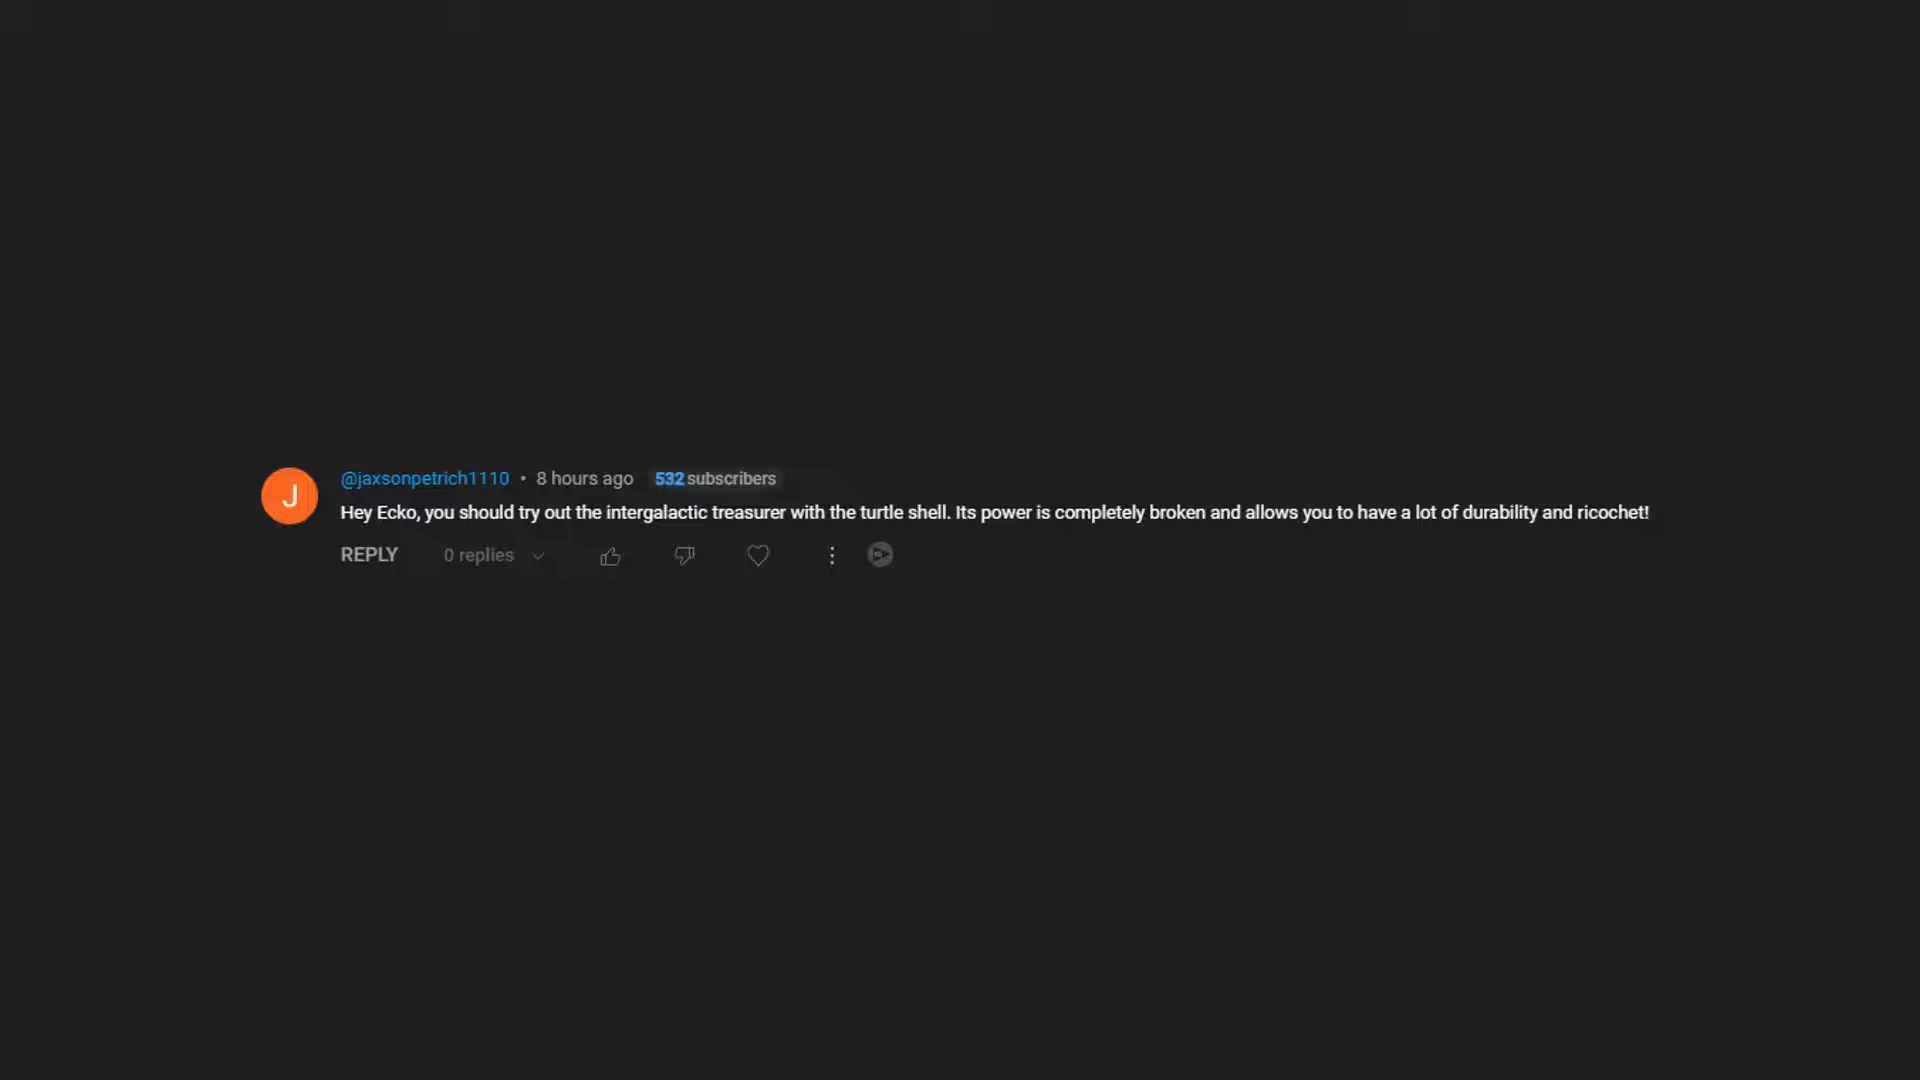 J
@jaxsonpetrich1110 • 8 hours ago 532 subscribers
Hey Ecko, you should try out the intergalactic treasurer with the turtle shell. Its power is completely broken and allows you to have a lot of durability and ricochet!
REPLY 0 replies